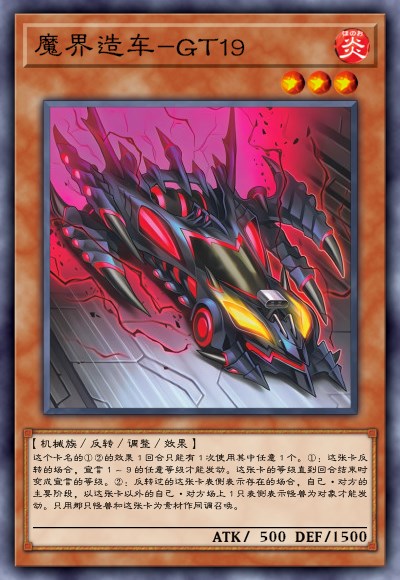 魔界造车-GT19
ほのお
炎
【机械族／反转／调整／效果】
这个卡名的①②的效果1回合只能有1次使用其中任意1个。①：这张卡反
转的场合，宣言1～9的任意等级才能发动。这张卡的等级直到回合结束时
变成宣言的等级。②：反转过的这张卡表侧表示存在的场合，自己·对方的
主要阶段，以这张卡以外的自己·对方场上1只表侧表示怪兽为对象才能发
动。只用那只怪兽和这张卡为素材作同调召唤。
ATK/ 500 DEF/1500